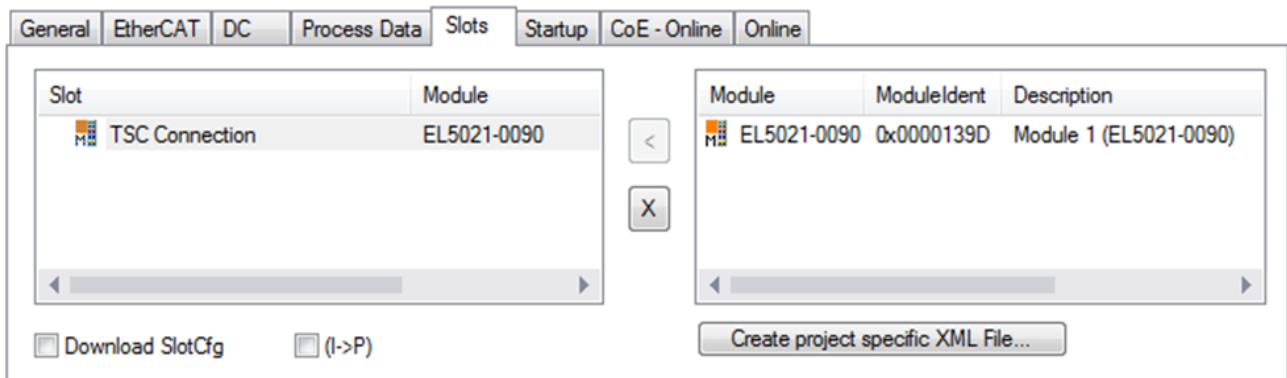 General EtherCAT DC Process Data Slots Startup CoE - Online Online
Slot Module
M TSC Connection EL5021-0090
<
X
Module ModuleIdent Description
M EL5021-0090 0x0000139D Module 1 (EL5021-0090)
Download SlotCfg (I->P)
Create project specific XML File...